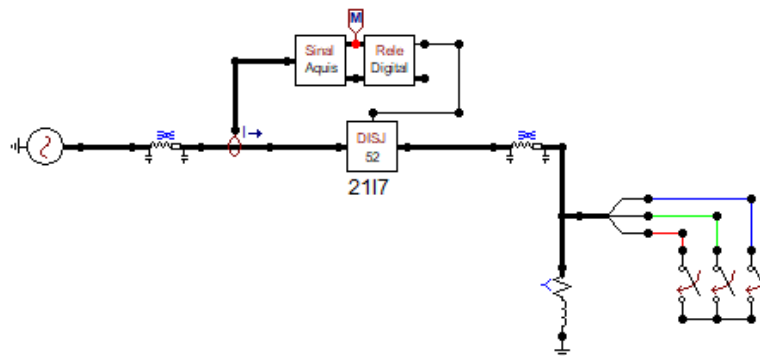 M
Sinal
Aquis
Rele
Digital
I
DISJ
52
21I7